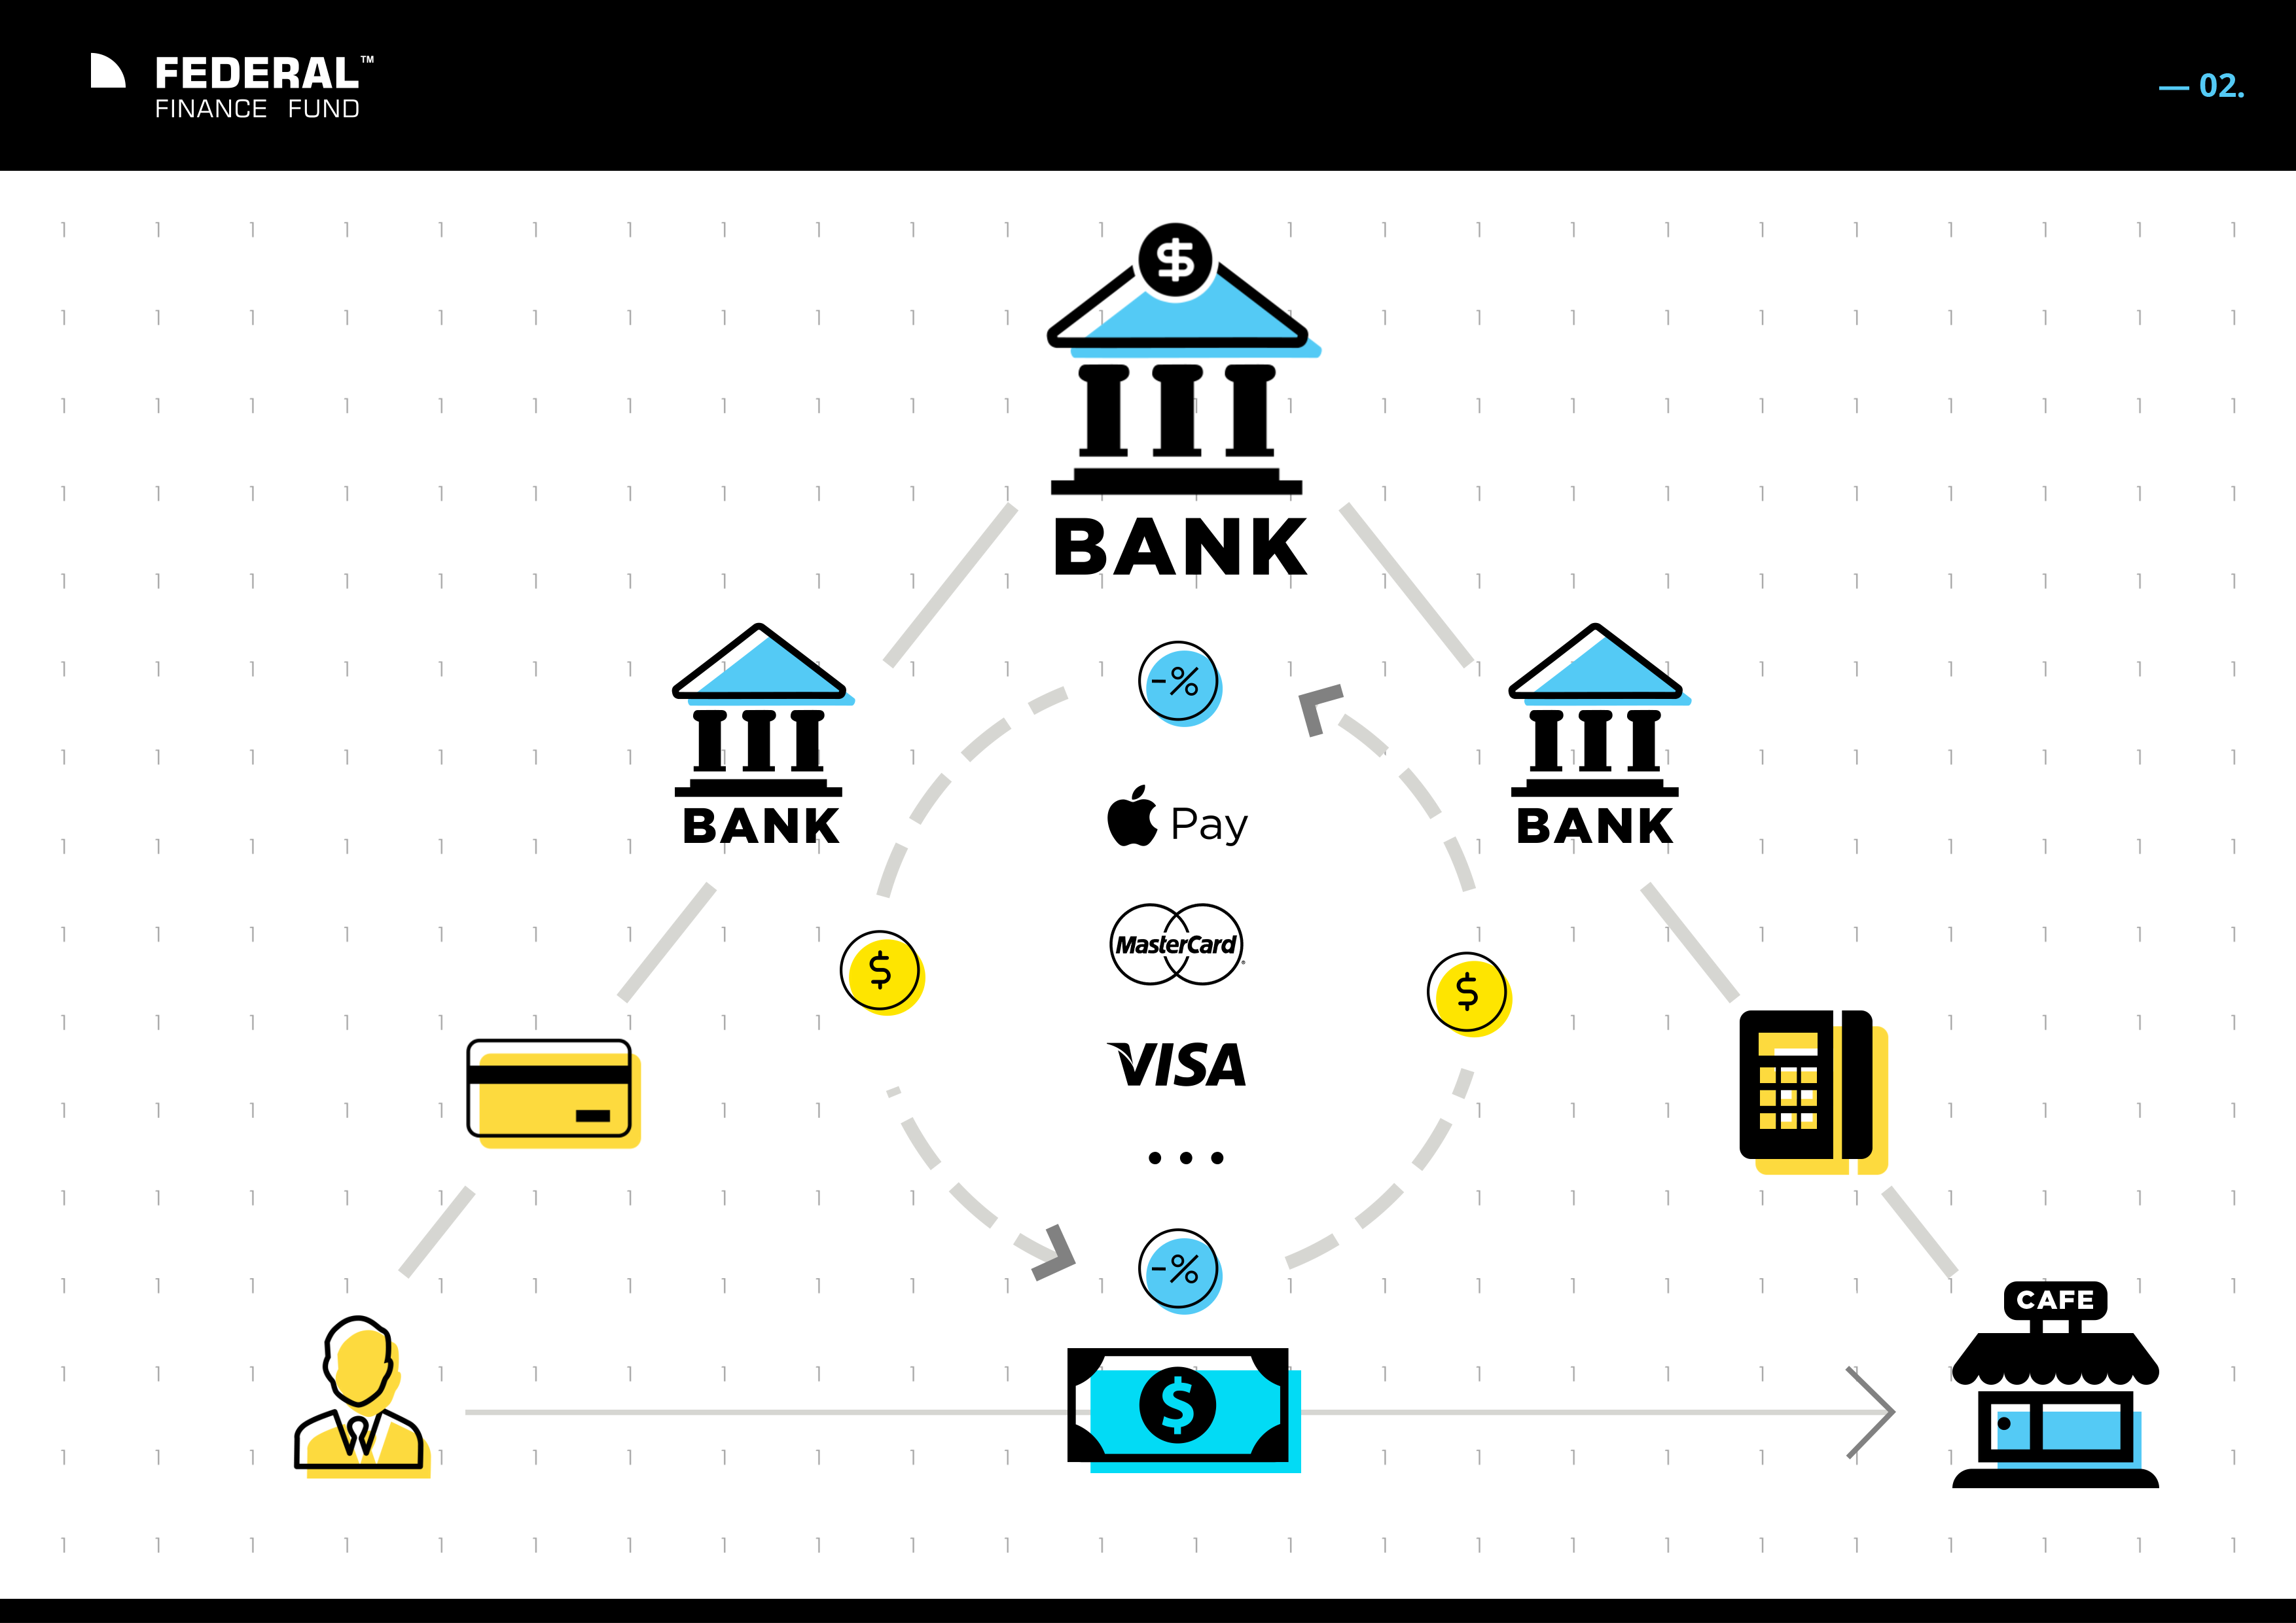 FEDERAL™
FINANCE FUND
— 02.
$
BANK
BANK
BANK
-%
Pay
MasterCard®
$
$
VISA
...
-%
CAFE
$